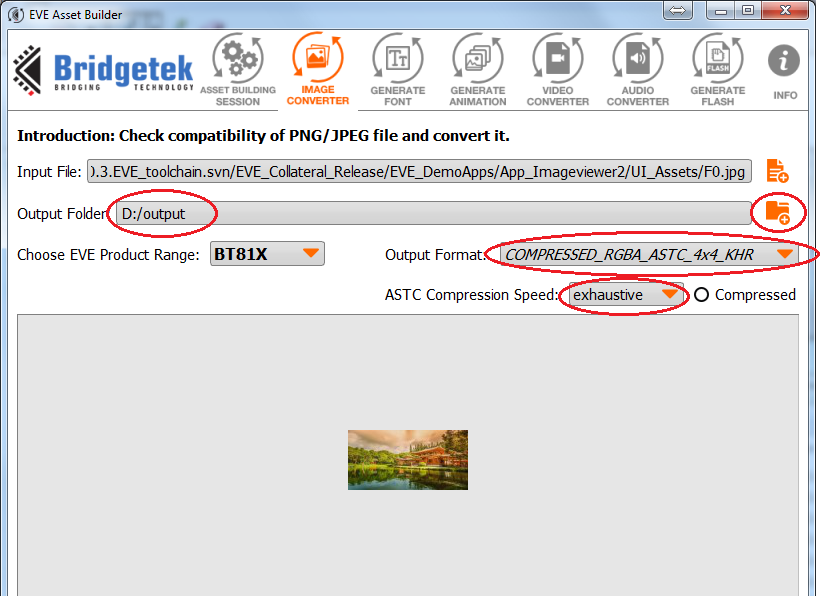 EVE Asset Builder
Bridgetek
BRIDGING TECHNOLOGY
ASSET BUILDING SESSION
IMAGE CONVERTER
GENERATE FONT
GENERATE ANIMATION
VIDEO CONVERTER
AUDIO CONVERTER
FLASH
GENERATE FLASH
INFO
Introduction: Check compatibility of PNG/JPEG file and convert it.
Input File: ).3.EVE_toolchain.svn/EVE_Collateral_Release/EVE_DemoApps/App_Imageviewer2/UI_Assets/F0.jpg
Output Folder D:/output
Choose EVE Product Range: BT81X Output Format: COMPRESSED_RGBA_ASTC_4x4_KHR
ASTC Compression Speed: exhaustive Compressed